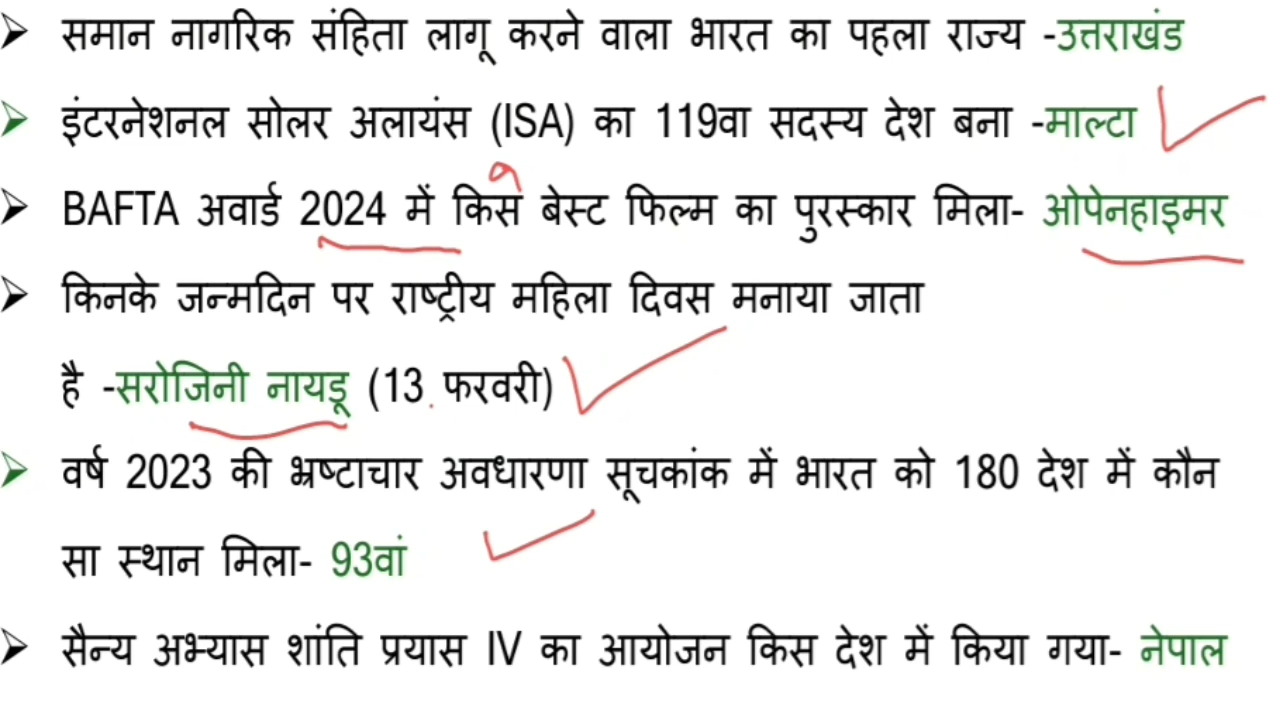 ➤ समान नागरिक संहिता लागू करने वाला भारत का पहला राज्य -उत्तराखंड
➤ इंटरनेशनल सोलर अलायंस (ISA) का 119वा सदस्य देश बना -माल्टा
➤ BAFTA अवार्ड 2024 में किसे बेस्ट फिल्म का पुरस्कार मिला- ओपेनहाइमर
➤ किनके जन्मदिन पर राष्ट्रीय महिला दिवस मनाया जाता
है -सरोजिनी नायडू (13 फरवरी)
➤ वर्ष 2023 की भ्रष्टाचार अवधारणा सूचकांक में भारत को 180 देश में कौन
सा स्थान मिला- 93वां
➤ सैन्य अभ्यास शांति प्रयास IV का आयोजन किस देश में किया गया- नेपाल